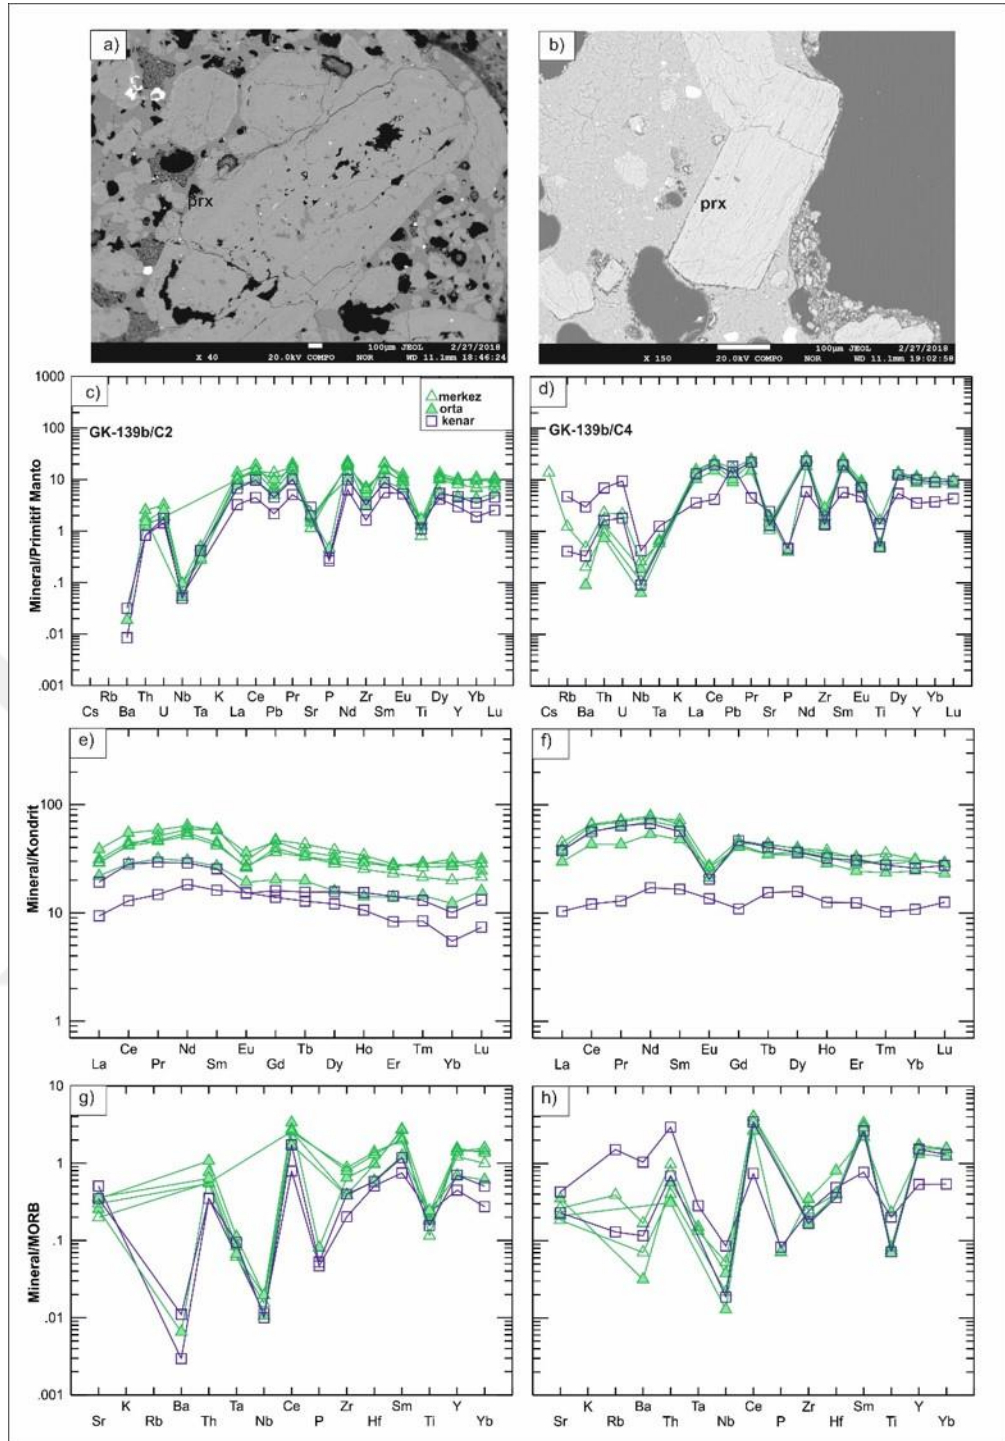 a)
prx
X 40 20.0kV COMPO NOR 100µm JEOL 2/27/2018 WD 11.1mm 18:46:24
b)
prx
X 150 20.0kV COMPO NOR 100µm JEOL 2/27/2018 WD 11.1mm 19:02:58
c)
GK-139b/C2
merkez
orta
kenar
Mineral/Primitif Manto
1000
100
10
1
.1
.01
.001
Rb Th Nb K Ce Pr P Zr Eu Dy Yb
Cs Ba U Ta La Pb Sr Nd Sm Ti Y Lu
d)
GK-139b/C4
Rb Th Nb K Ce Pr P Zr Eu Dy Yb
Cs Ba U Ta La Pb Sr Nd Sm Ti Y Lu
e)
Mineral/Kondrit
100
10
1
Ce Nd Eu Tb Ho Tm Lu
La Pr Sm Gd Dy Er Yb
f)
Ce Nd Eu Tb Ho Tm Lu
La Pr Sm Gd Dy Er Yb
g)
Mineral/MORB
10
1
.1
.01
.001
K Ba Ta Ce Zr Sm Y
Sr Rb Th Nb P Hf Ti Yb
h)
K Ba Ta Ce Zr Sm Y
Sr Rb Th Nb P Hf Ti Yb